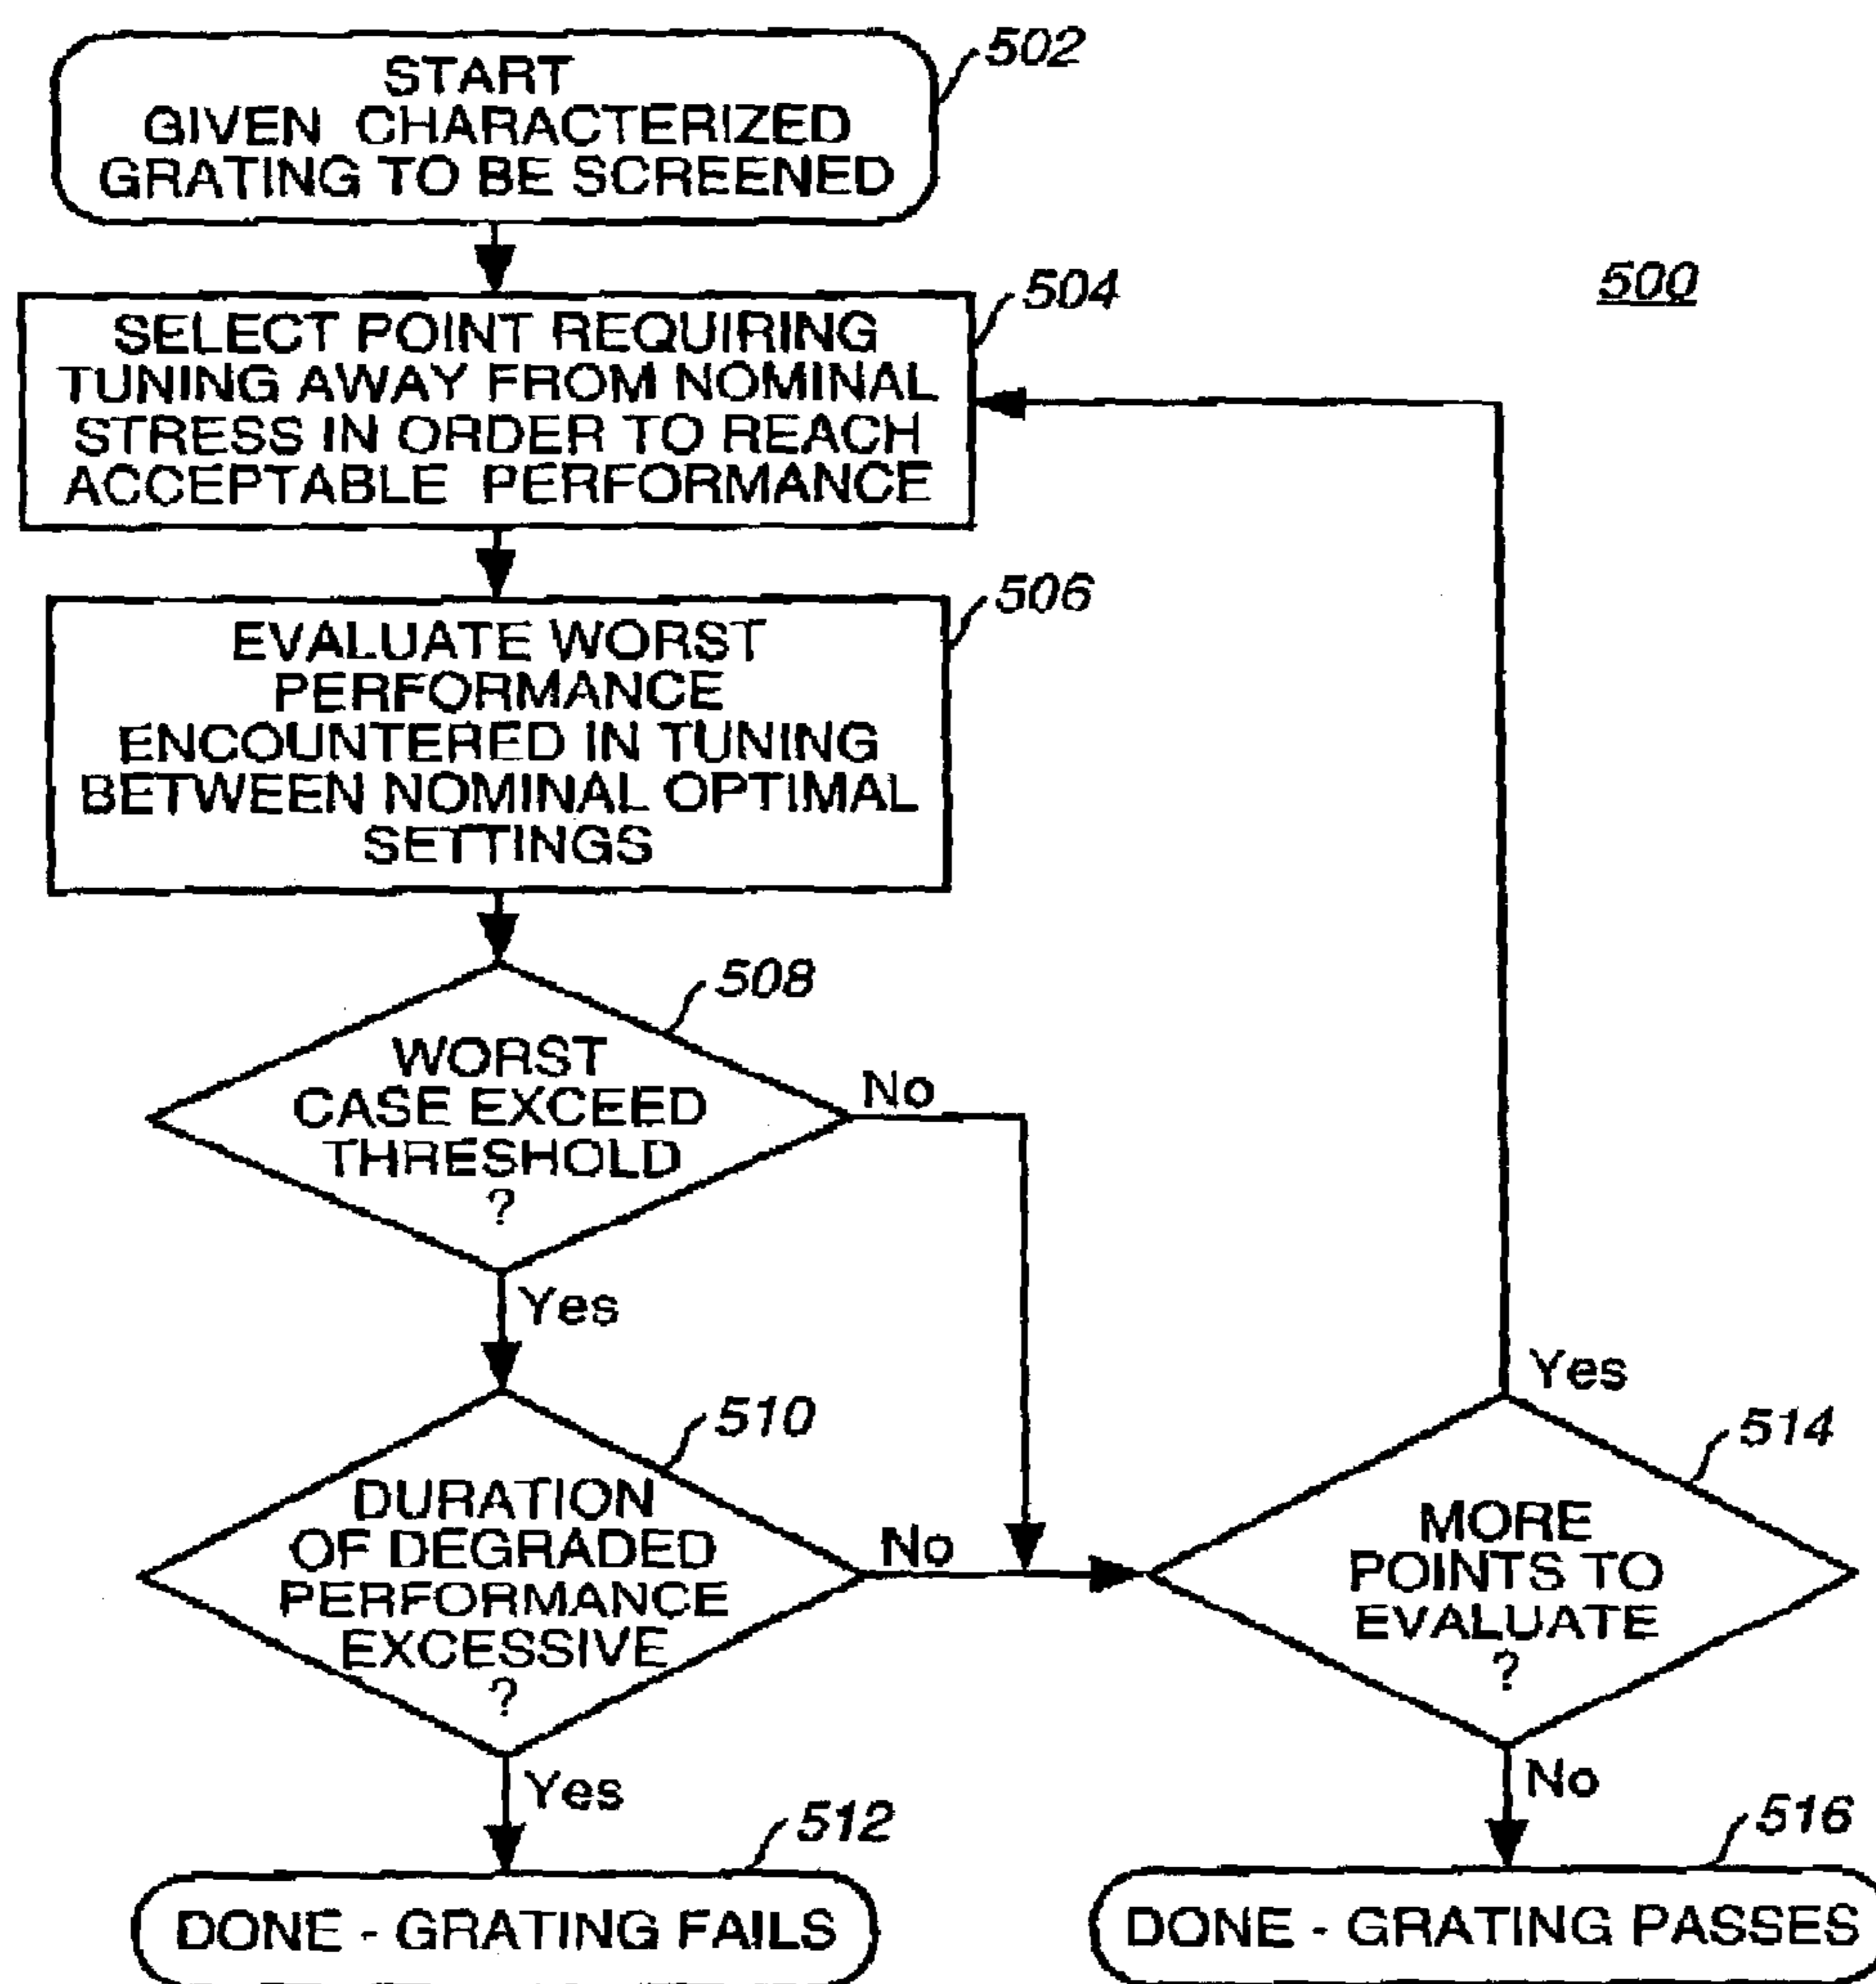 502
START
GIVEN CHARACTERIZED
GRATING TO BE SCREENED
500
504
SELECT POINT REQUIRING
TUNING AWAY FROM NOMINAL
STRESS IN ORDER TO REACH
ACCEPTABLE PERFORMANCE
506
EVALUATE WORST
PERFORMANCE
ENCOUNTERED IN TUNING
BETWEEN NOMINAL OPTIMAL
SETTINGS
508
WORST
CASE EXCEED
THRESHOLD
?
No
Yes
510
DURATION
OF DEGRADED
PERFORMANCE
EXCESSIVE
?
No
Yes
514
MORE
POINTS TO
EVALUATE
?
Yes
No
512
DONE - GRATING FAILS
516
DONE - GRATING PASSES